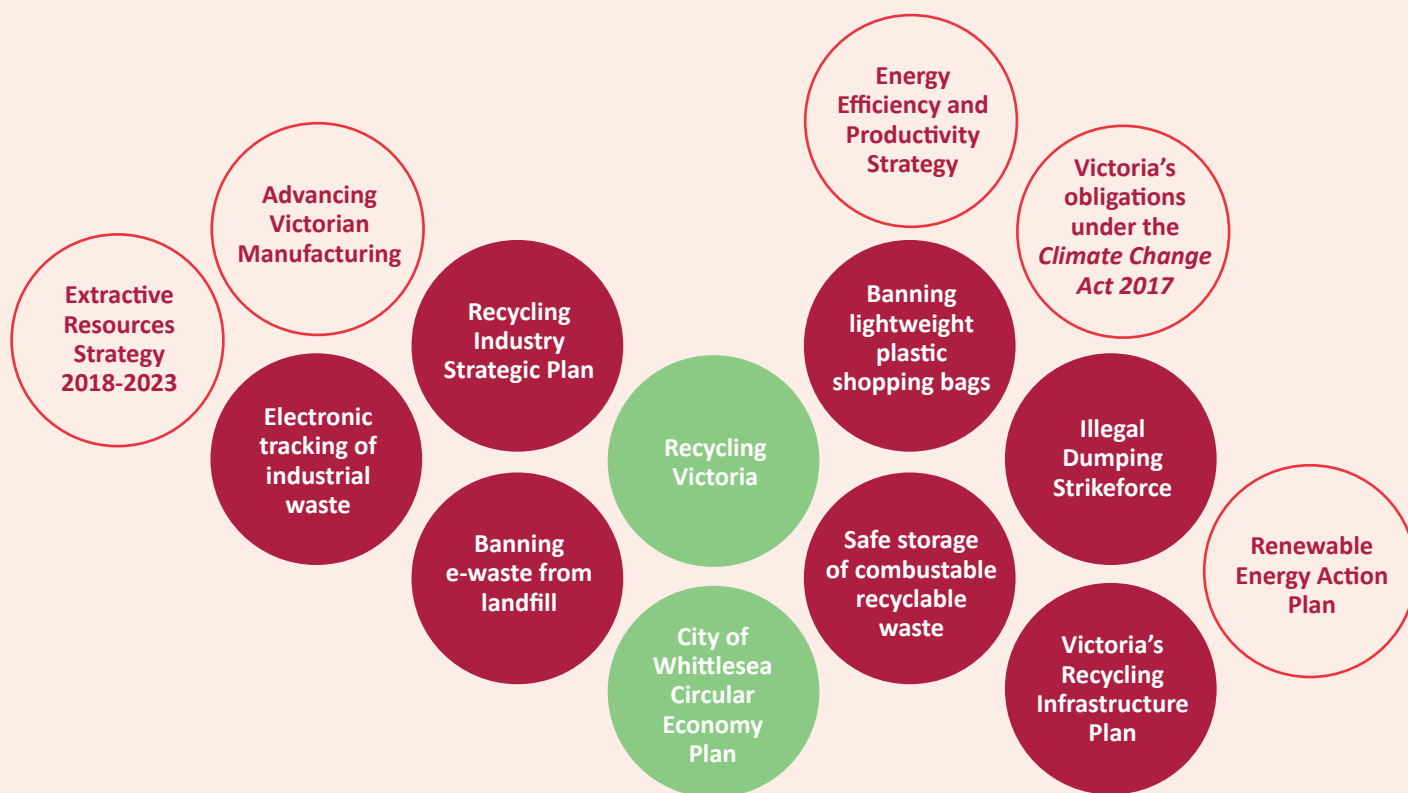 Energy
Efficiency and
Productivity
Strategy
Advancing
Victorian
Manufacturing
Victoria’s
obligations
under the
Climate Change
Act 2017
Extractive
Resources
Strategy
2018-2023
Recycling
Industry
Strategic Plan
Banning
lightweight
plastic
shopping bags
Electronic
tracking of
industrial
waste
Recycling
Victoria
Illegal
Dumping
Strikeforce
Banning
e-waste from
landfill
Safe storage
of combustable
recyclable
waste
Renewable
Energy Action
Plan
City of
Whittlesea
Circular
Economy
Plan
Victoria’s
Recycling
Infrastructure
Plan